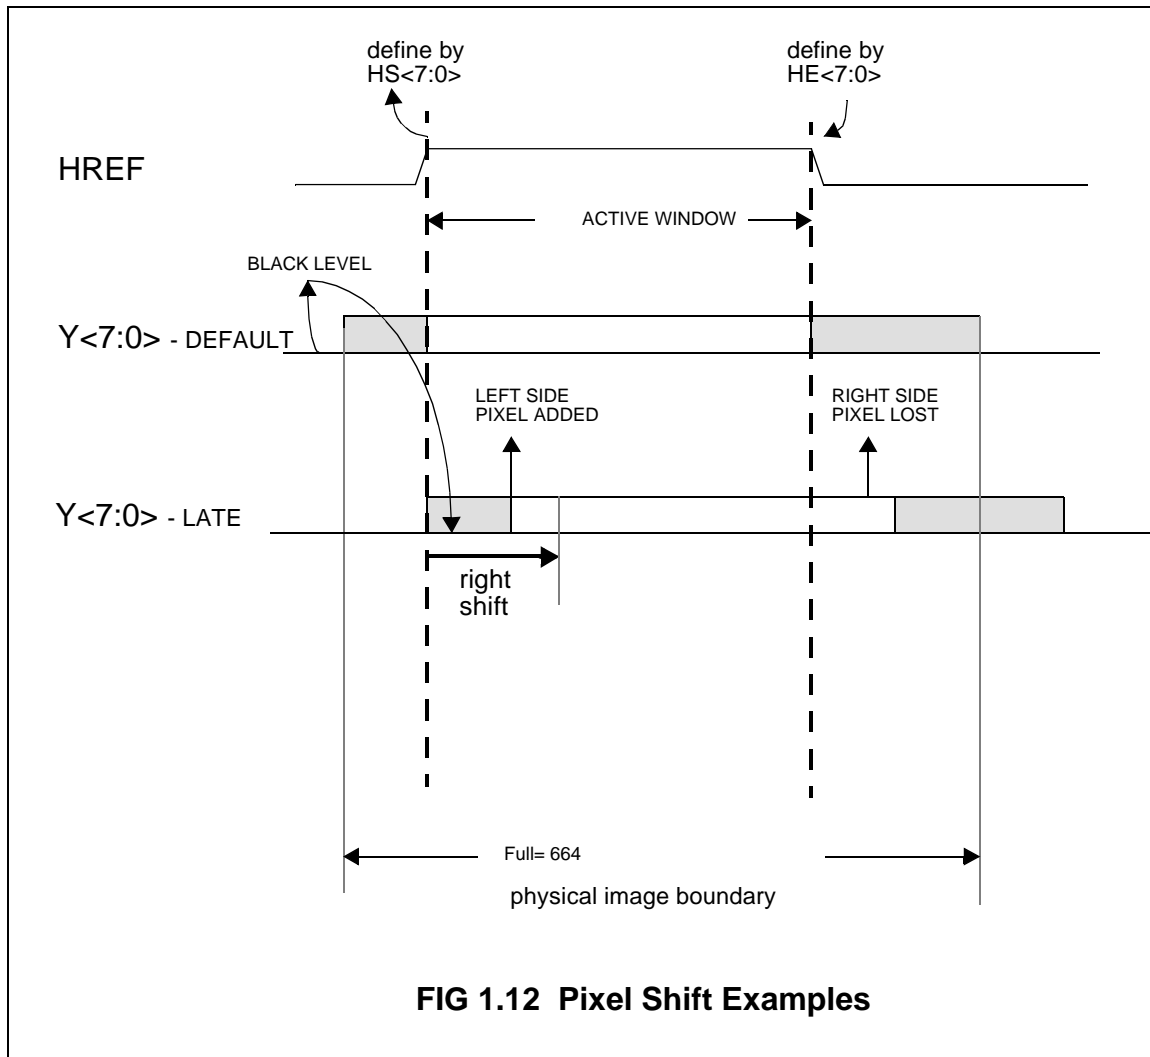 define by
HS<7:0>
define by
HE<7:0>
HREF
ACTIVE WINDOW
BLACK LEVEL
Y<7:0> - DEFAULT
LEFT SIDE
PIXEL ADDED
RIGHT SIDE
PIXEL LOST
Y<7:0> - LATE
right
shift
Full= 664
physical image boundary
FIG 1.12 Pixel Shift Examples